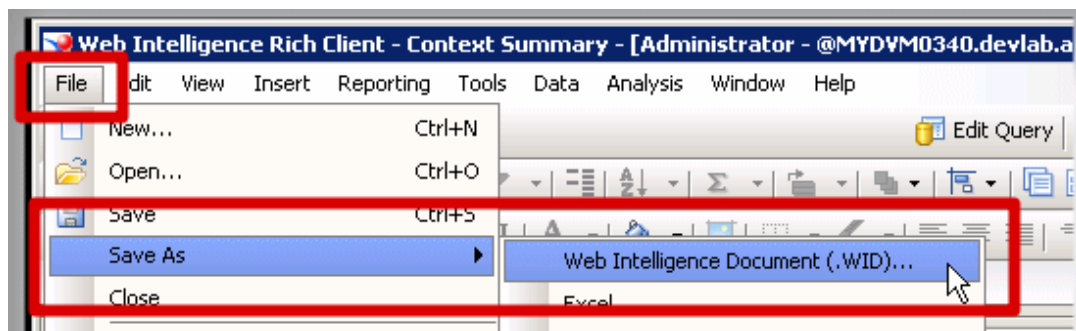 Web Intelligence Rich Client - Context Summary - [Administrator - @MYDVM0340.devlab.a
File Edit View Insert Reporting Tools Data Analysis Window Help
New... Ctrl+N
Edit Query
Open... Ctrl+O
Save Ctrl+S
Save As
Web Intelligence Document (.WID)...
Close
Excel